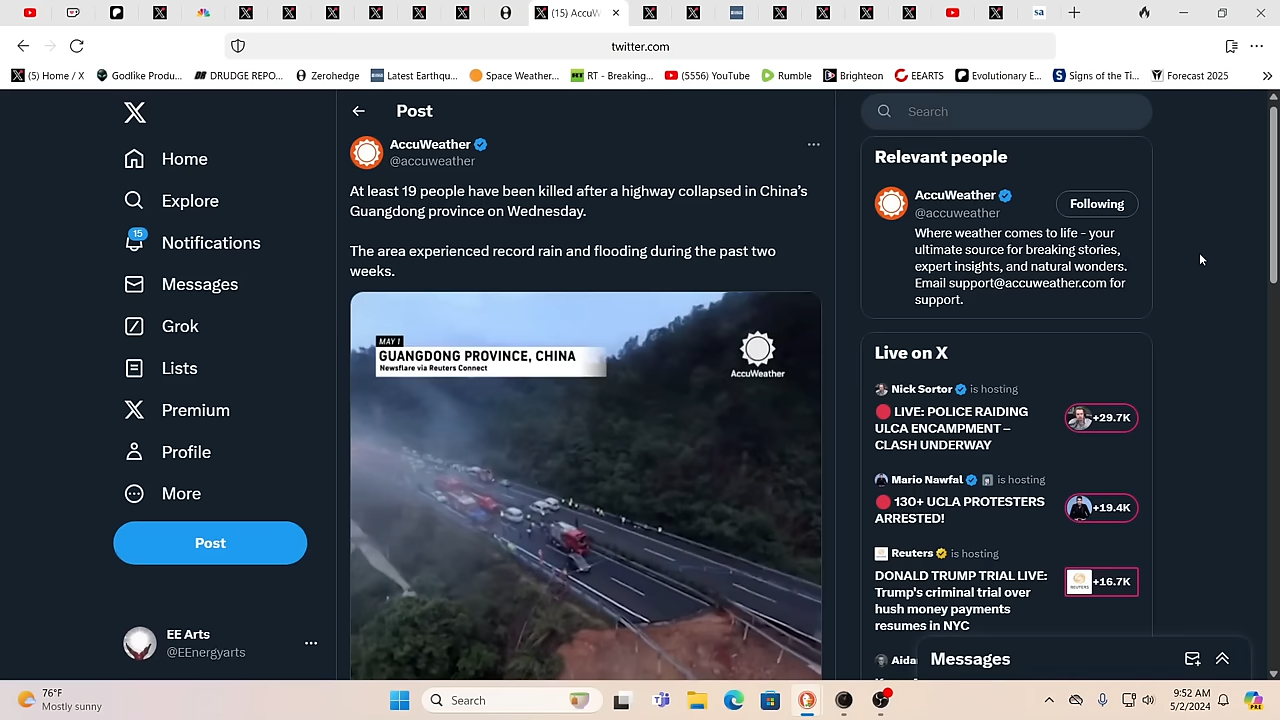 (15) AccuW
sa
twitter.com
(5) Home / X
Godlike Produ...
DRUDGE REPO...
Zerohedge
Latest Earthqu...
Space Weather...
RT - Breaking...
(5556) YouTube
Rumble
Brighteon
EEARTS
Evolutionary E...
Signs of the Ti...
Forecast 2025
Home
Explore
15
Notifications
Messages
Grok
Lists
Premium
Profile
More
Post
EE Arts
@EEnergyarts
Post
AccuWeather
@accuweather
At least 19 people have been killed after a highway collapsed in China's
Guangdong province on Wednesday.
The area experienced record rain and flooding during the past two
weeks.
MAY 1
GUANGDONG PROVINCE, CHINA
Newsflare via Reuters Connect
AccuWeather
Search
Relevant people
AccuWeather
@accuweather
Following
Where weather comes to life - your
ultimate source for breaking stories,
expert insights, and natural wonders.
Email support@accuweather.com for
support.
Live on X
Nick Sortor is hosting
LIVE: POLICE RAIDING
ULCA ENCAMPMENT –
CLASH UNDERWAY
+29.7K
Mario Nawfal is hosting
130+ UCLA PROTESTERS
ARRESTED!
+19.4K
Reuters is hosting
DONALD TRUMP TRIAL LIVE:
Trump's criminal trial over
hush money payments
resumes in NYC
+16.7K
Aida
Messages
76°F
Mostly sunny
Search
9:52 AM
5/2/2024